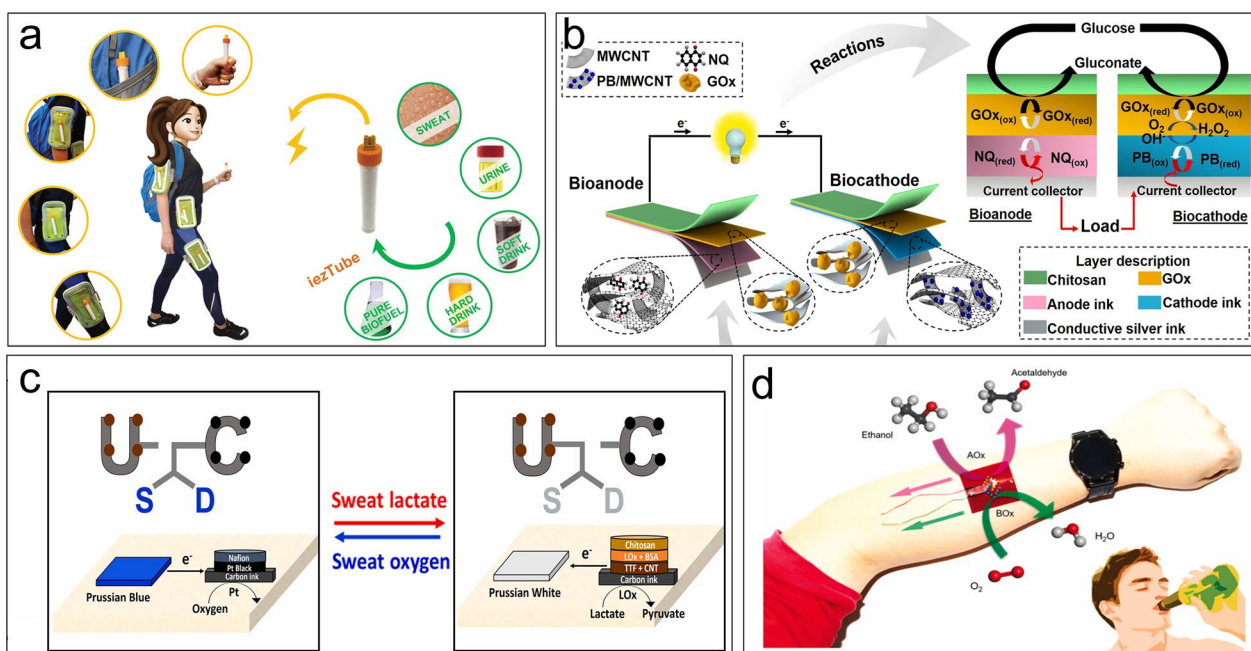 a
SWEAT
URINE
SOFT
DRINK
HARD
DRINK
PURE
BIOFUEL
iezTube
b
MWCNT
NQ
PB/MWCNT
GOx
Reactions
e-
e-
Bioanode
Biocathode
Glucose
Gluconate
GOx(ox)
GOx(red)
GOx(red)
GOx(ox)
O2
H2O2
OH-
NQ(red)
NQ(ox)
PB(ox)
PB(red)
Current collector
Current collector
Bioanode
Load
Biocathode
Layer description
Chitosan
GOx
Anode ink
Cathode ink
Conductive silver ink
c
U
C
S
D
Prussian Blue
e-
Nafion
Pt Black
Carbon ink
Pt
Oxygen
Sweat lactate
Sweat oxygen
U
C
S
D
Prussian White
e-
Chitosan
LOx + BSA
TTF + CNT
Carbon ink
LOx
Lactate
Pyruvate
d
Acetaldehyde
Ethanol
AOx
BOx
H2O
O2